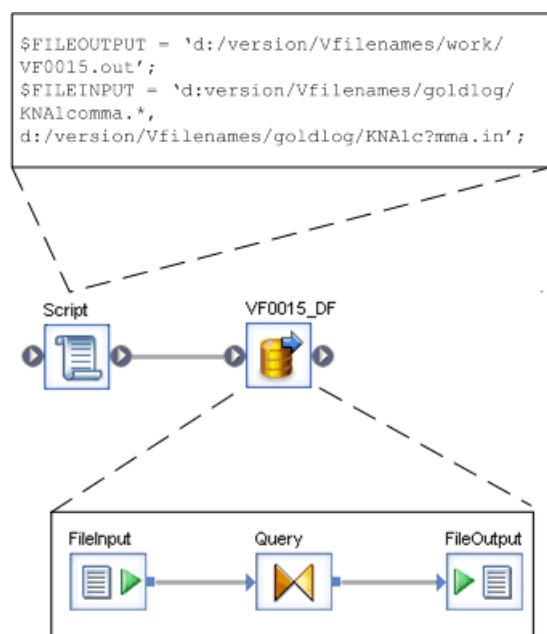 $FILEOUTPUT = ‘d:/version/Vfilenames/work/
VF0015.out’;
$FILEINPUT = ‘d:version/Vfilenames/goldlog/
KNA1comma.*,
d:/version/Vfilenames/goldlog/KNA1c?mma.in’;
Script
VF0015_DF
FileInput
Query
FileOutput